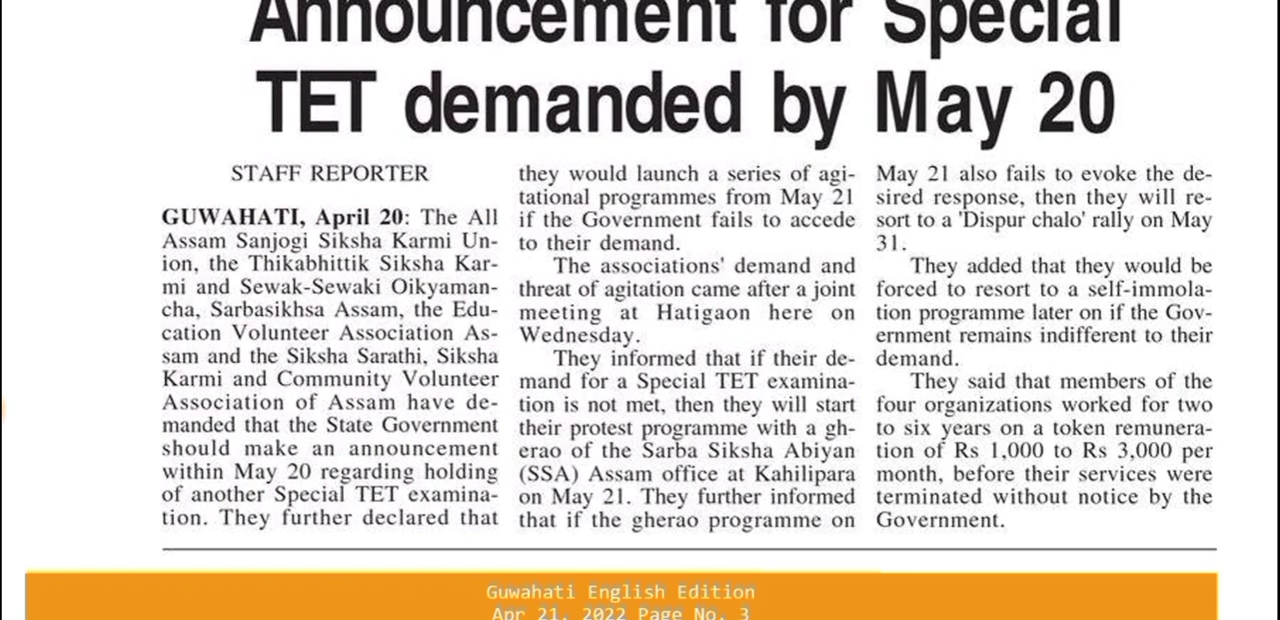 Announcement for Special
TET demanded by May 20
STAFF REPORTER
GUWAHATI, April 20: The All
Assam Sanjogi Siksha Karmi Un-
ion, the Thikabhittik Siksha Kar-
mi and Sewak-Sewaki Oikyaman-
cha, Sarbasikhsa Assam, the Edu-
cation Volunteer Association As-
sam and the Siksha Sarathi, Siksha
Karmi and Community Volunteer
Association of Assam have de-
manded that the State Government
should make an announcement
within May 20 regarding holding
of another Special TET examina-
tion. They further declared that
they would launch a series of agi-
tational programmes from May 21
if the Government fails to accede
to their demand.
The associations' demand and
threat of agitation came after a joint
meeting at Hatigaon here on
Wednesday.
They informed that if their de-
mand for a Special TET examina-
tion is not met, then they will start
their protest programme with a gh-
erao of the Sarba Siksha Abiyan
(SSA) Assam office at Kahilipara
on May 21. They further informed
that if the gherao programme on
May 21 also fails to evoke the de-
sired response, then they will re-
sort to a 'Dispur chalo' rally on May
31.
They added that they would be
forced to resort to a self-immola-
tion programme later on if the Gov-
ernment remains indifferent to their
demand.
They said that members of the
four organizations worked for two
to six years on a token remunera-
tion of Rs 1,000 to Rs 3,000 per
month, before their services were
terminated without notice by the
Government.
Guwahati English Edition
Apr 21, 2022 Page No. 3